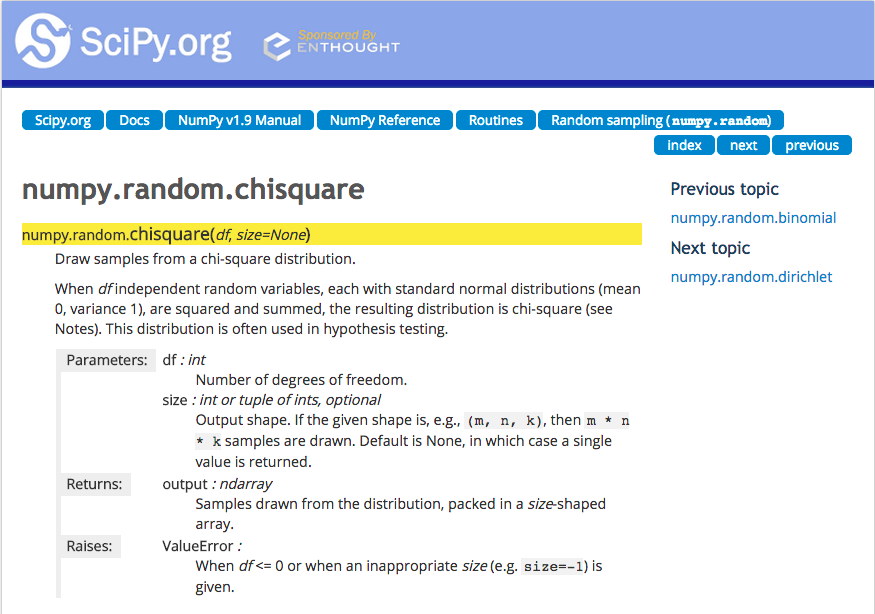 SciPy.org
Sponsored By
ENTHOUGHT
Scipy.org Docs NumPy v1.9 Manual NumPy Reference Routines Random sampling (numpy.random)
index next previous
numpy.random.chisquare
numpy.random.chisquare(df, size=None)
Draw samples from a chi-square distribution.
When df independent random variables, each with standard normal distributions (mean
0, variance 1), are squared and summed, the resulting distribution is chi-square (see
Notes). This distribution is often used in hypothesis testing.
Parameters: df : int
Number of degrees of freedom.
size : int or tuple of ints, optional
Output shape. If the given shape is, e.g., (m, n, k), then m * n
* k samples are drawn. Default is None, in which case a single
value is returned.
Returns: output : ndarray
Samples drawn from the distribution, packed in a size-shaped
array.
Raises: ValueError :
When df <= 0 or when an inappropriate size (e.g. size=-1) is
given.
Previous topic
numpy.random.binomial
Next topic
numpy.random.dirichlet